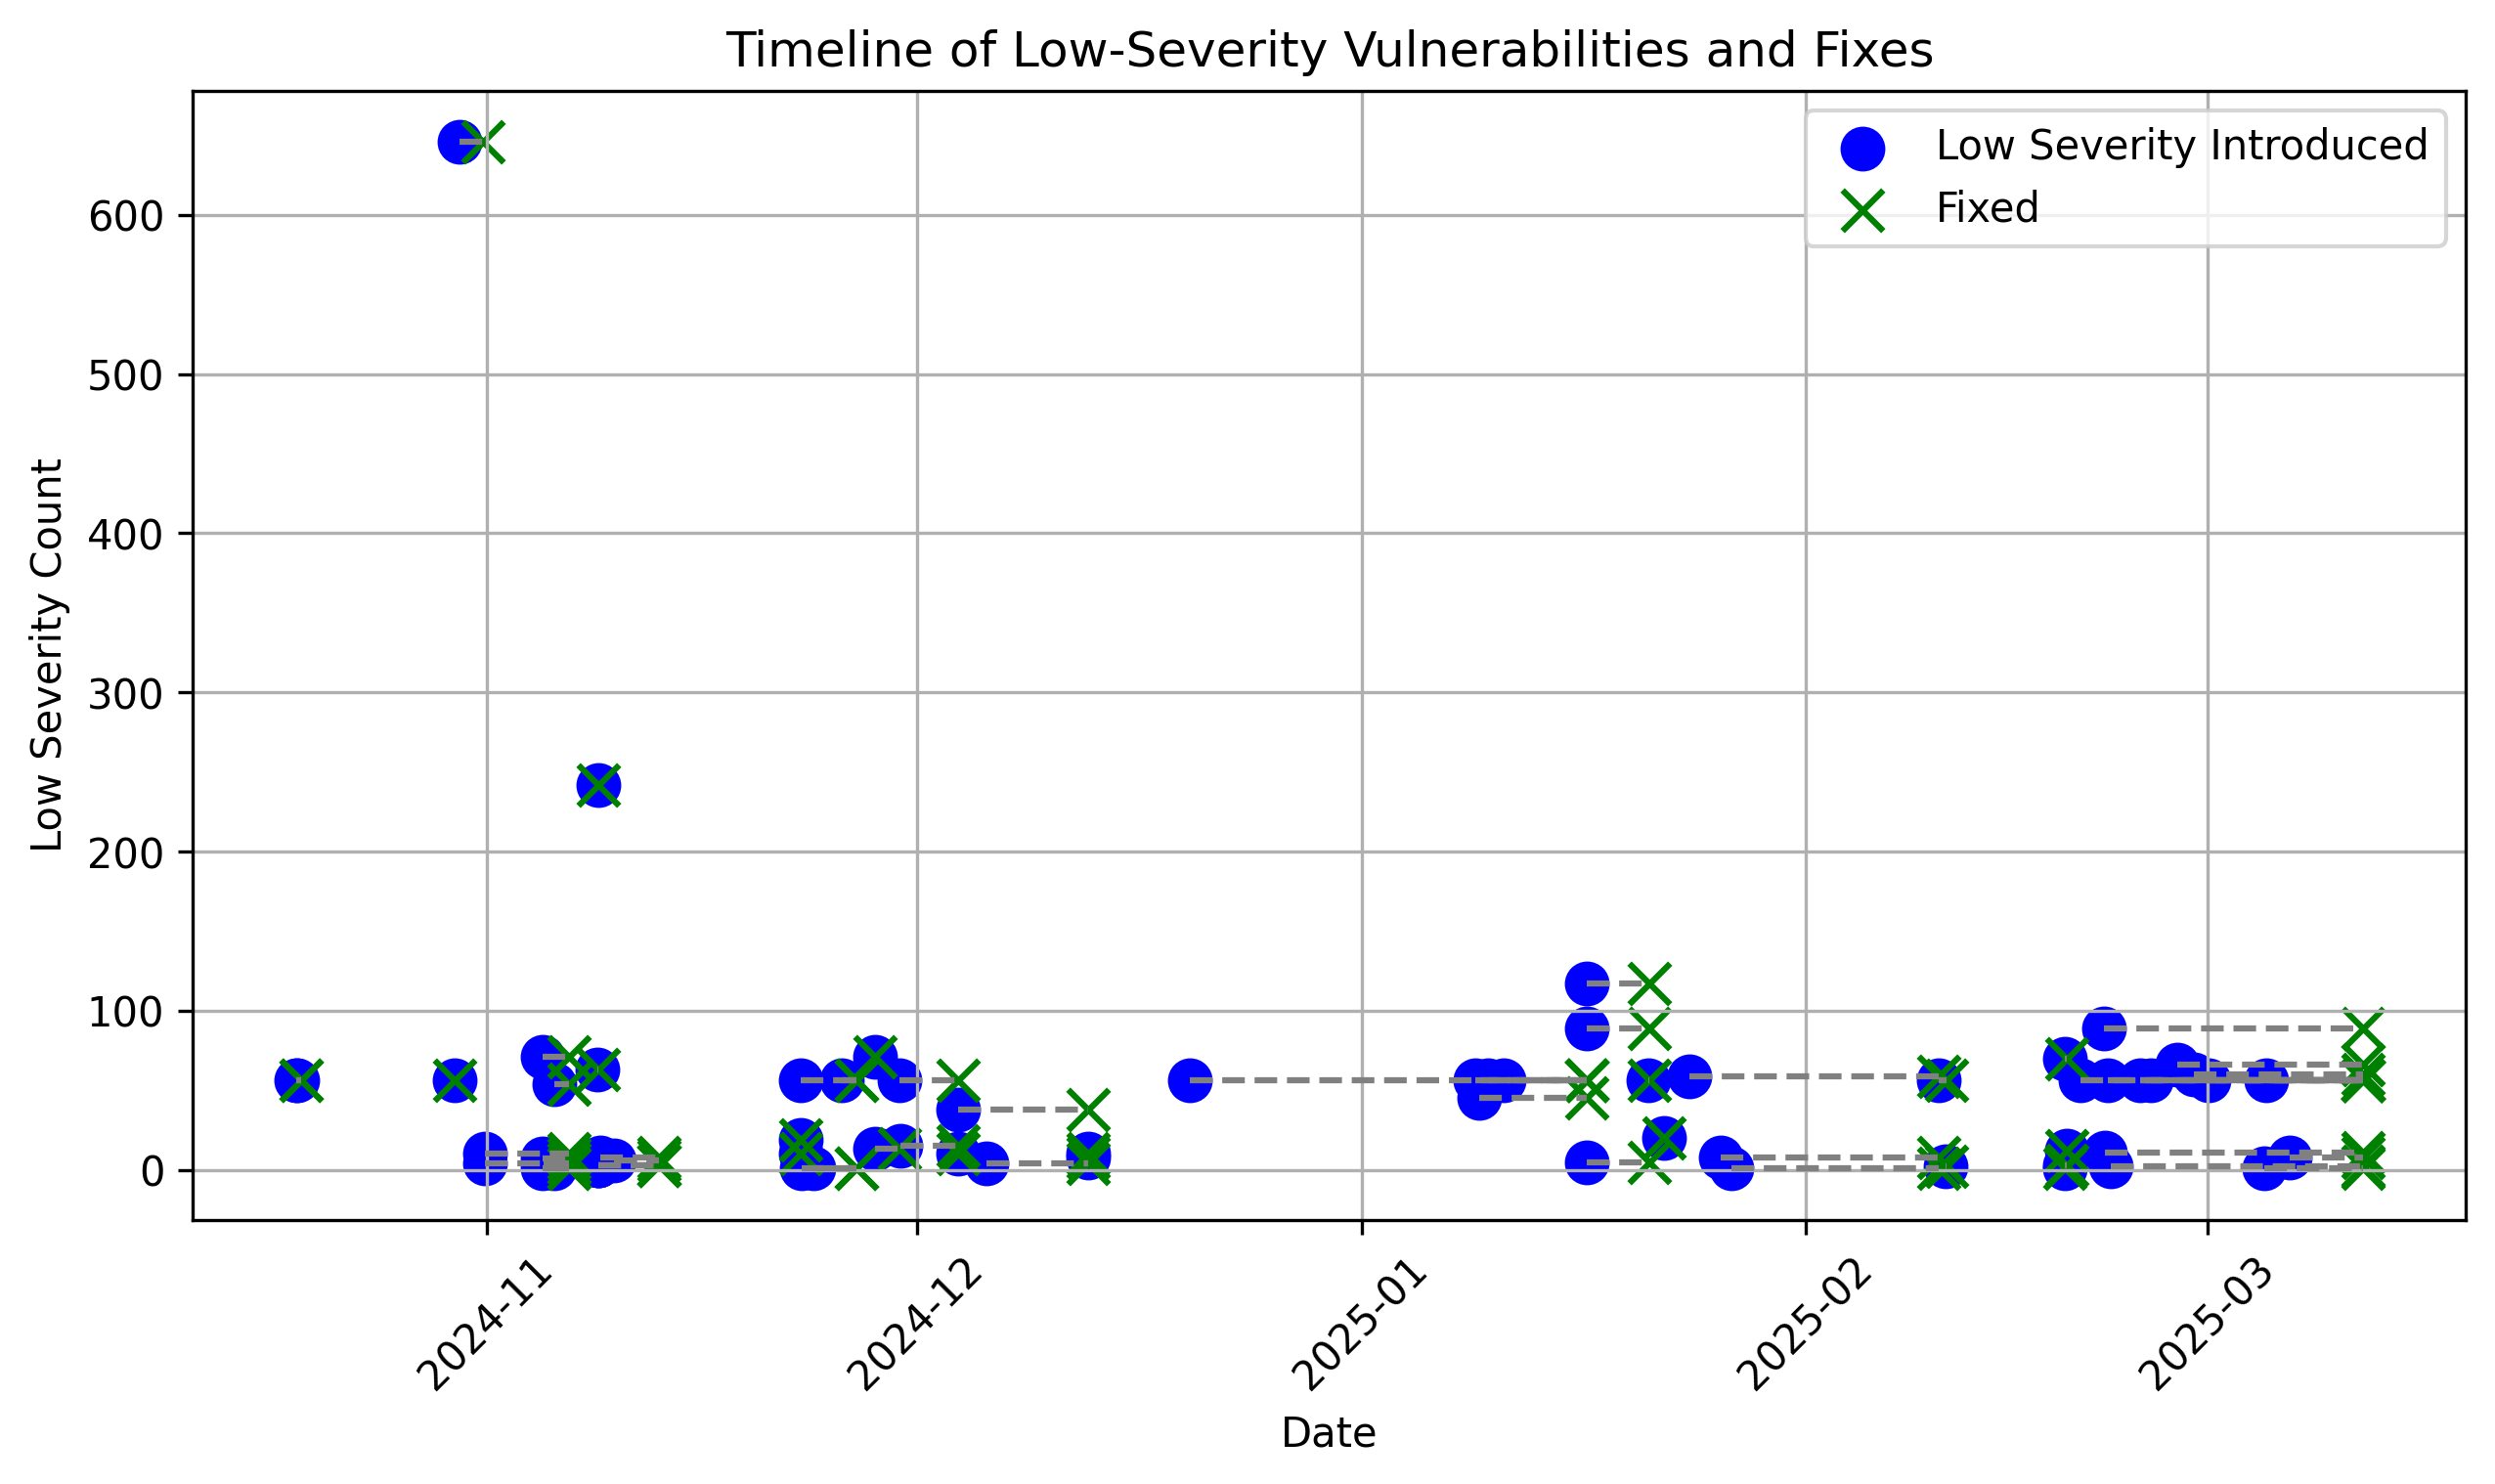 Timeline of Low-Severity Vulnerabilities and Fixes
Low Severity Introduced
Fixed
Low Severity Count
600
500
400
300
200
100
0
2024-11
2024-12
2025-01
2025-02
2025-03
Date